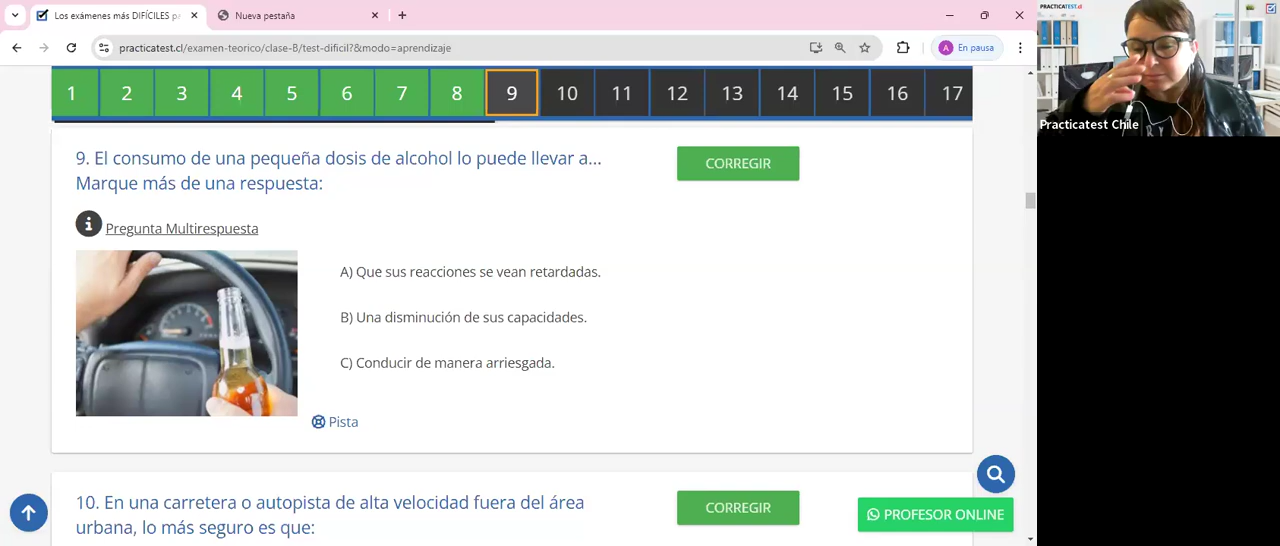 Los exámenes más DIFÍCILES pa
Nueva pestaña
practicatest.cl/examen-teorico/clase-B/test-dificil?&modo=aprendizaje
A En pausa
1 2 3 4 5 6 7 8 9 10 11 12 13 14 15 16 17
9. El consumo de una pequeña dosis de alcohol lo puede llevar a...
Marque más de una respuesta:
CORREGIR
Pregunta Multirespuesta
A) Que sus reacciones se vean retardadas.
B) Una disminución de sus capacidades.
C) Conducir de manera arriesgada.
Pista
10. En una carretera o autopista de alta velocidad fuera del área
urbana, lo más seguro es que:
CORREGIR
PROFESOR ONLINE
PRACTICATEST.cl
Practicatest Chile